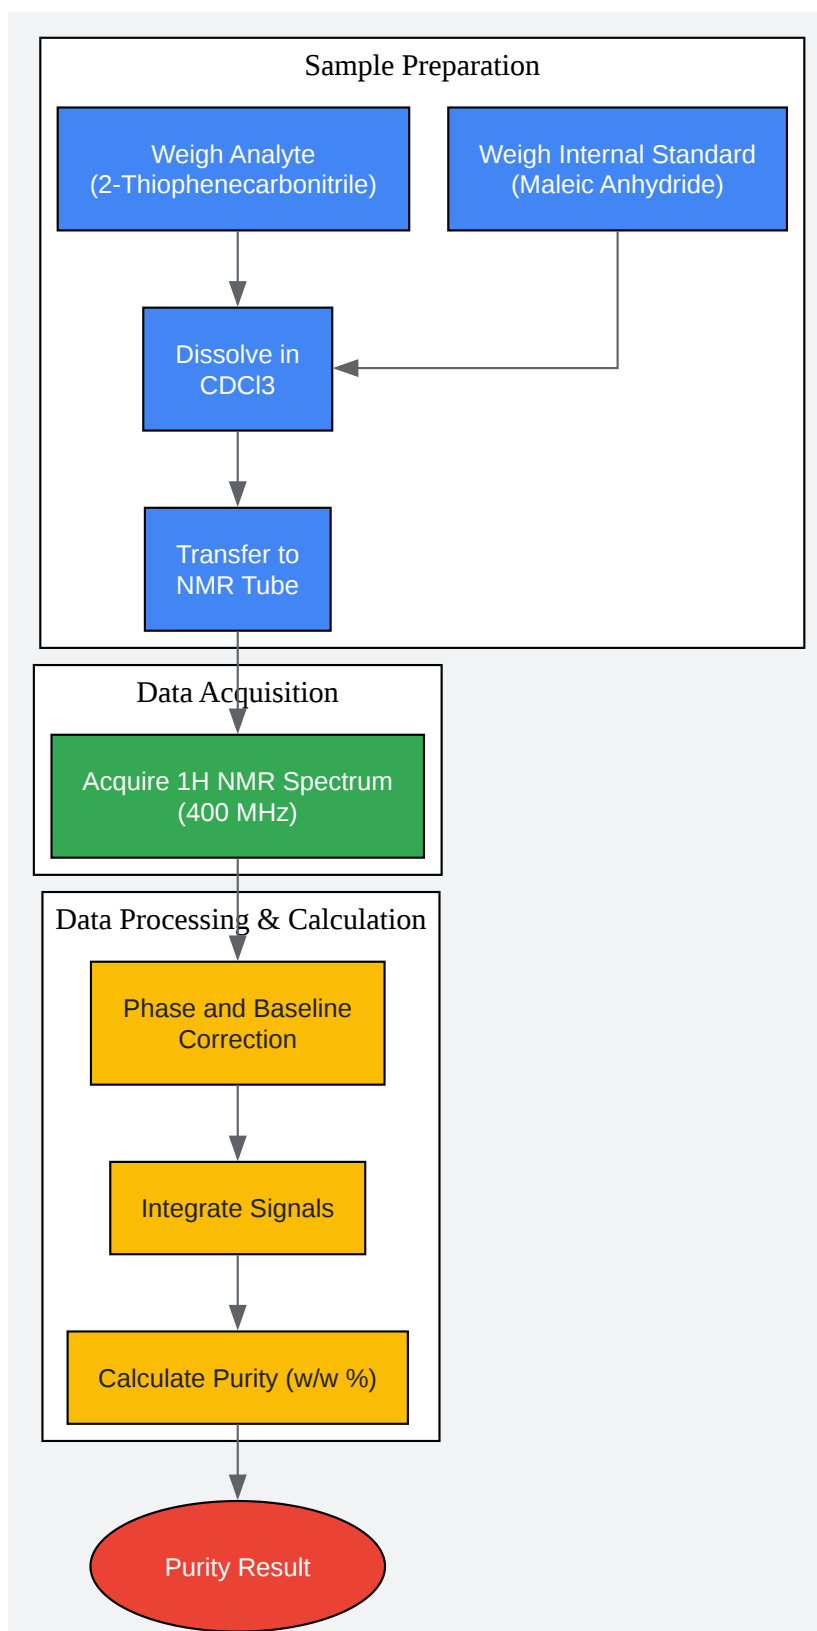 Sample Preparation
Weigh Analyte
(2-Thiophenecarbonitrile)
Weigh Internal Standard
(Maleic Anhydride)
Dissolve in
CDCl3
Transfer to
NMR Tube
Data Acquisition
Acquire 1H NMR Spectrum
(400 MHz)
Data Processing & Calculation
Phase and Baseline
Correction
Integrate Signals
Calculate Purity (w/w %)
Purity Result